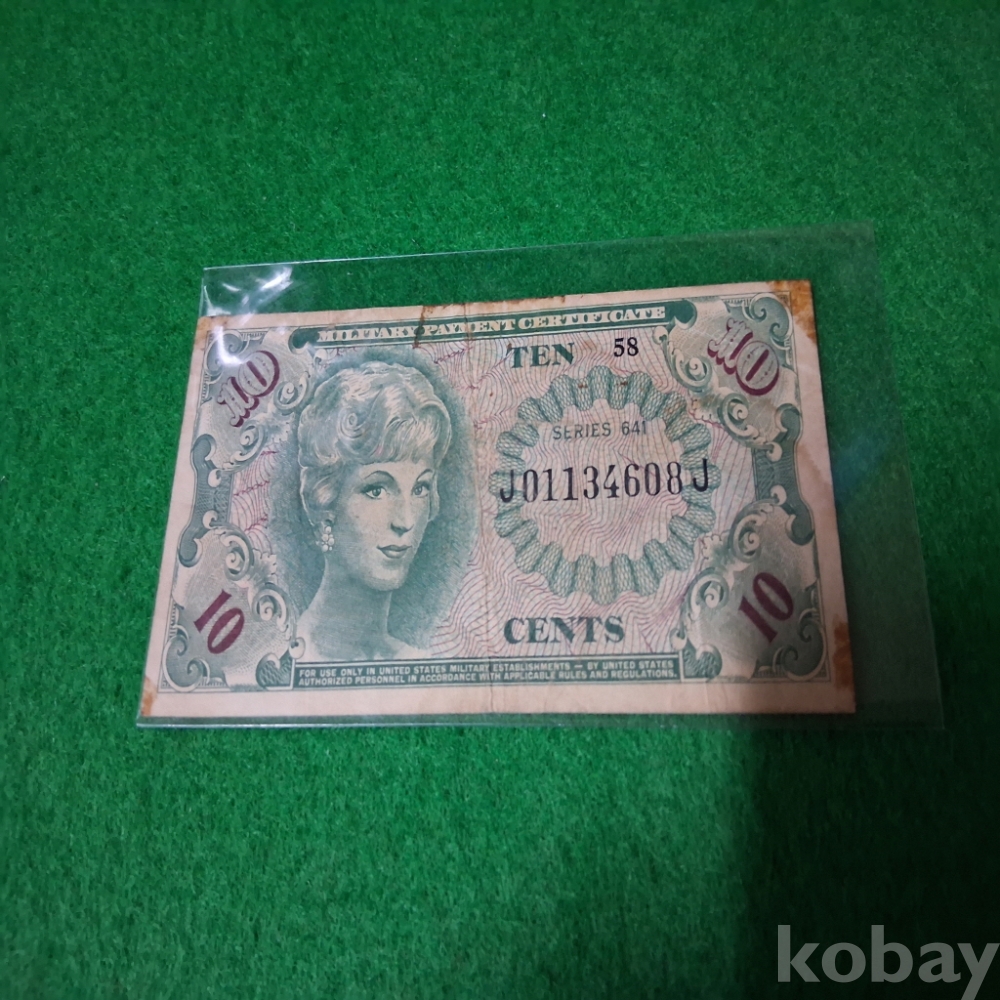 MILITARY PAYMENT CERTIFICATE
10 TEN 58 10
SERIES 641
J01134608J
10 CENTS 10
FOR USE ONLY IN UNITED STATES MILITARY ESTABLISHMENTS — BY UNITED STATES
AUTHORIZED PERSONNEL IN ACCORDANCE WITH APPLICABLE RULES AND REGULATIONS.
kobay